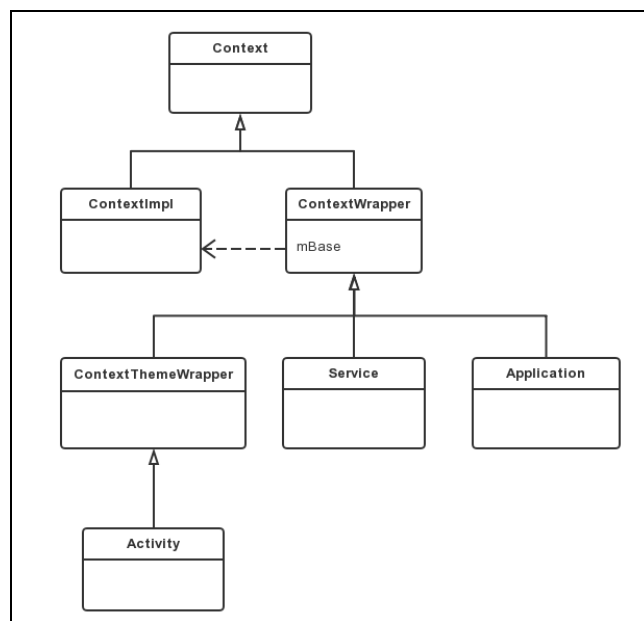 Context
ContextImpl
ContextWrapper
mBase
ContextThemeWrapper
Service
Application
Activity